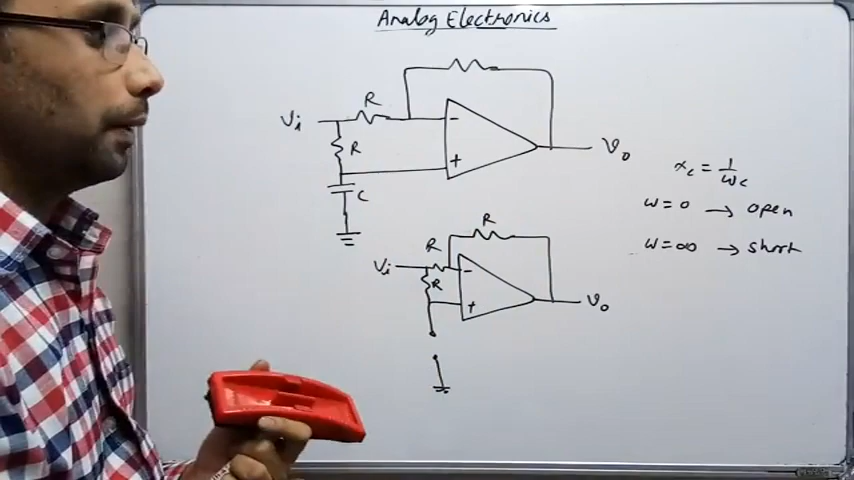 Analog Electronics
R
Vi
R
-
+
C
Vo
xc = 1/ωc
ω = 0 → open
ω = ∞ → short
R
R
Vi
R
-
+
Vo